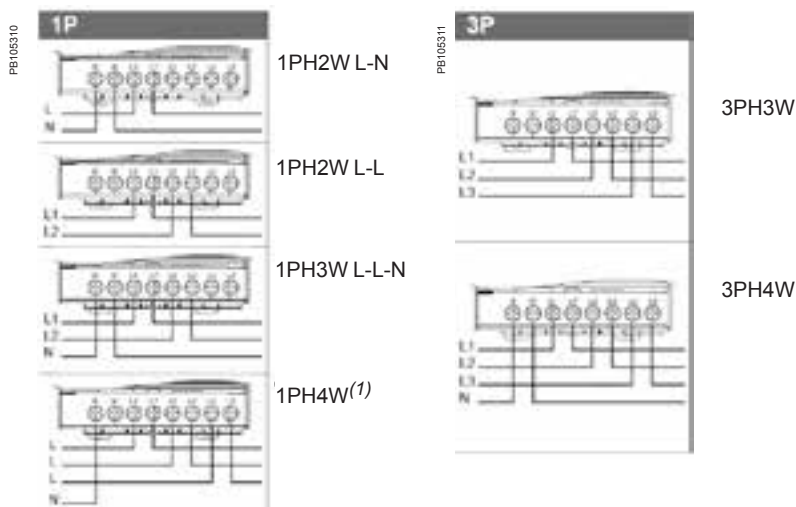 PB105310
1P
1PH2W L-N
L
N
1PH2W L-L
L1
L2
1PH3W L-L-N
L1
L2
N
1PH4W(1)
L
L
L
N
PB105311
3P
3PH3W
L1
L2
L3
3PH4W
L1
L2
L3
N